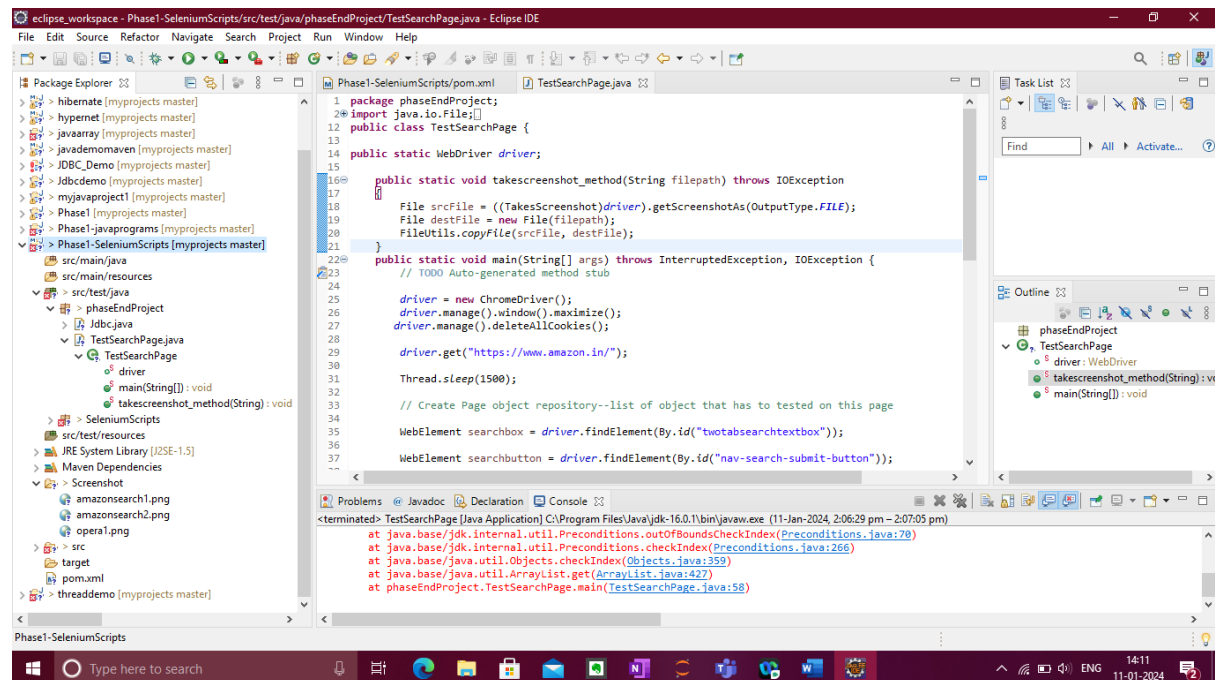 eclipse_workspace - Phase1-SeleniumScripts/src/test/java/phaseEndProject/TestSearchPage.java - Eclipse IDE
File Edit Source Refactor Navigate Search Project Run Window Help
Package Explorer
> hibernate [myprojects master]
> hypernet [myprojects master]
> javaarray [myprojects master]
> javademomaven [myprojects master]
> JDBC_Demo [myprojects master]
> Jdbcdemo [myprojects master]
> myjavaproject1 [myprojects master]
> Phase1 [myprojects master]
> Phase1-javaprograms [myprojects master]
> Phase1-SeleniumScripts [myprojects master]
src/main/java
src/main/resources
> src/test/java
> phaseEndProject
Jdbc.java
TestSearchPage.java
TestSearchPage
driver
main(String[]) : void
takescreenshot_method(String) : void
> SeleniumScripts
src/test/resources
JRE System Library [J2SE-1.5]
Maven Dependencies
> Screenshot
amazonsearch1.png
amazonsearch2.png
opera1.png
> src
target
pom.xml
> threaddemo [myprojects master]
Phase1-SeleniumScripts/pom.xml TestSearchPage.java
1 package phaseEndProject;
2 import java.io.File;
12 public class TestSearchPage {
13
14 public static WebDriver driver;
15
16 public static void takescreenshot_method(String filepath) throws IOException
17 {
18 File srcFile = ((TakesScreenshot)driver).getScreenshotAs(OutputType.FILE);
19 File destFile = new File(filepath);
20 FileUtils.copyFile(srcFile, destFile);
21 }
22 public static void main(String[] args) throws InterruptedException, IOException {
23 // TODO Auto-generated method stub
24
25 driver = new ChromeDriver();
26 driver.manage().window().maximize();
27 driver.manage().deleteAllCookies();
28
29 driver.get("https://www.amazon.in/");
30
31 Thread.sleep(1500);
32
33 // Create Page object repository--list of object that has to tested on this page
34
35 WebElement searchbox = driver.findElement(By.id("twotabsearchtextbox"));
36
37 WebElement searchbutton = driver.findElement(By.id("nav-search-submit-button"));
Task List
Find All Activate...
Outline
phaseEndProject
TestSearchPage
driver : WebDriver
takescreenshot_method(String) : vo
main(String[]) : void
Problems @ Javadoc Declaration Console
<terminated> TestSearchPage [Java Application] C:\Program Files\Java\jdk-16.0.1\bin\javaw.exe (11-Jan-2024, 2:06:29 pm – 2:07:05 pm)
at java.base/jdk.internal.util.Preconditions.outOfBoundsCheckIndex(Preconditions.java:70)
at java.base/jdk.internal.util.Preconditions.checkIndex(Preconditions.java:266)
at java.base/java.util.Objects.checkIndex(Objects.java:359)
at java.base/java.util.ArrayList.get(ArrayList.java:427)
at phaseEndProject.TestSearchPage.main(TestSearchPage.java:58)
Phase1-SeleniumScripts
Type here to search
ENG
14:11
11-01-2024
2